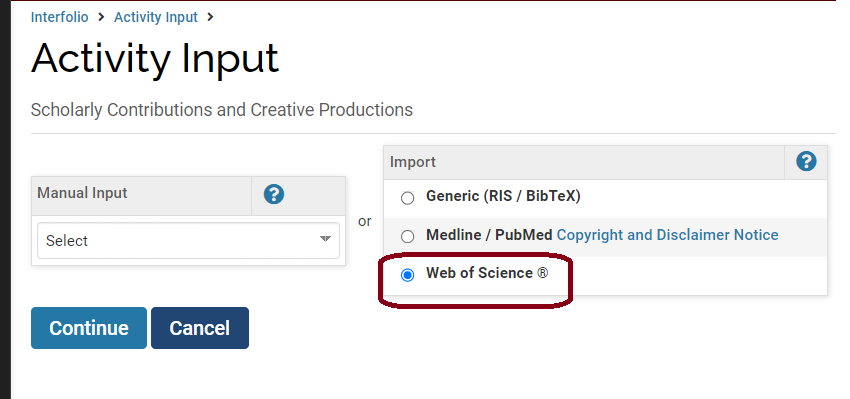 Interfolio > Activity Input >
Activity Input
Scholarly Contributions and Creative Productions
Manual Input ?
Select
or
Import ?
Generic (RIS / BibTeX)
Medline / PubMed Copyright and Disclaimer Notice
Web of Science ®
Continue Cancel